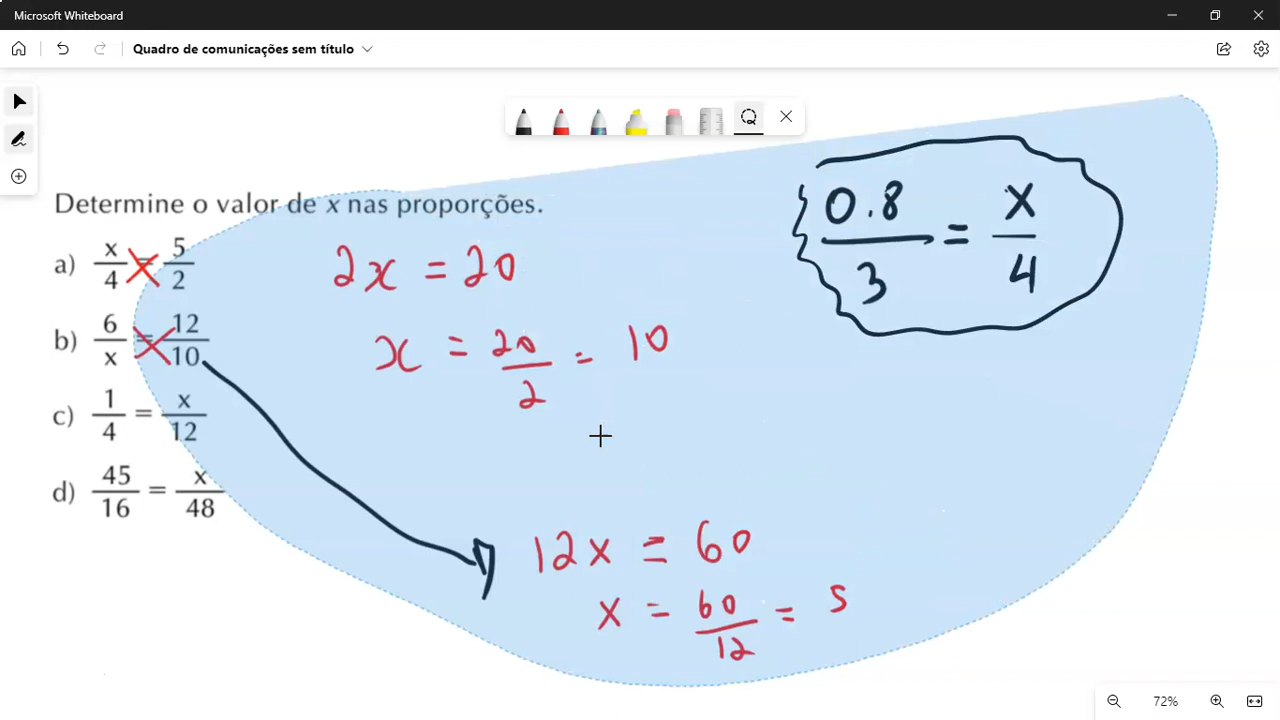 Microsoft Whiteboard
Quadro de comunicações sem título
Determine o valor de x nas proporções.
a) x/4 = 5/2
b) 6/x = 12/10
c) 1/4 = x/12
d) 45/16 = x/48
2x = 20
x = 20/2 = 10
0.8/3 = x/4
12x = 60
x = 60/12 = 5
72%